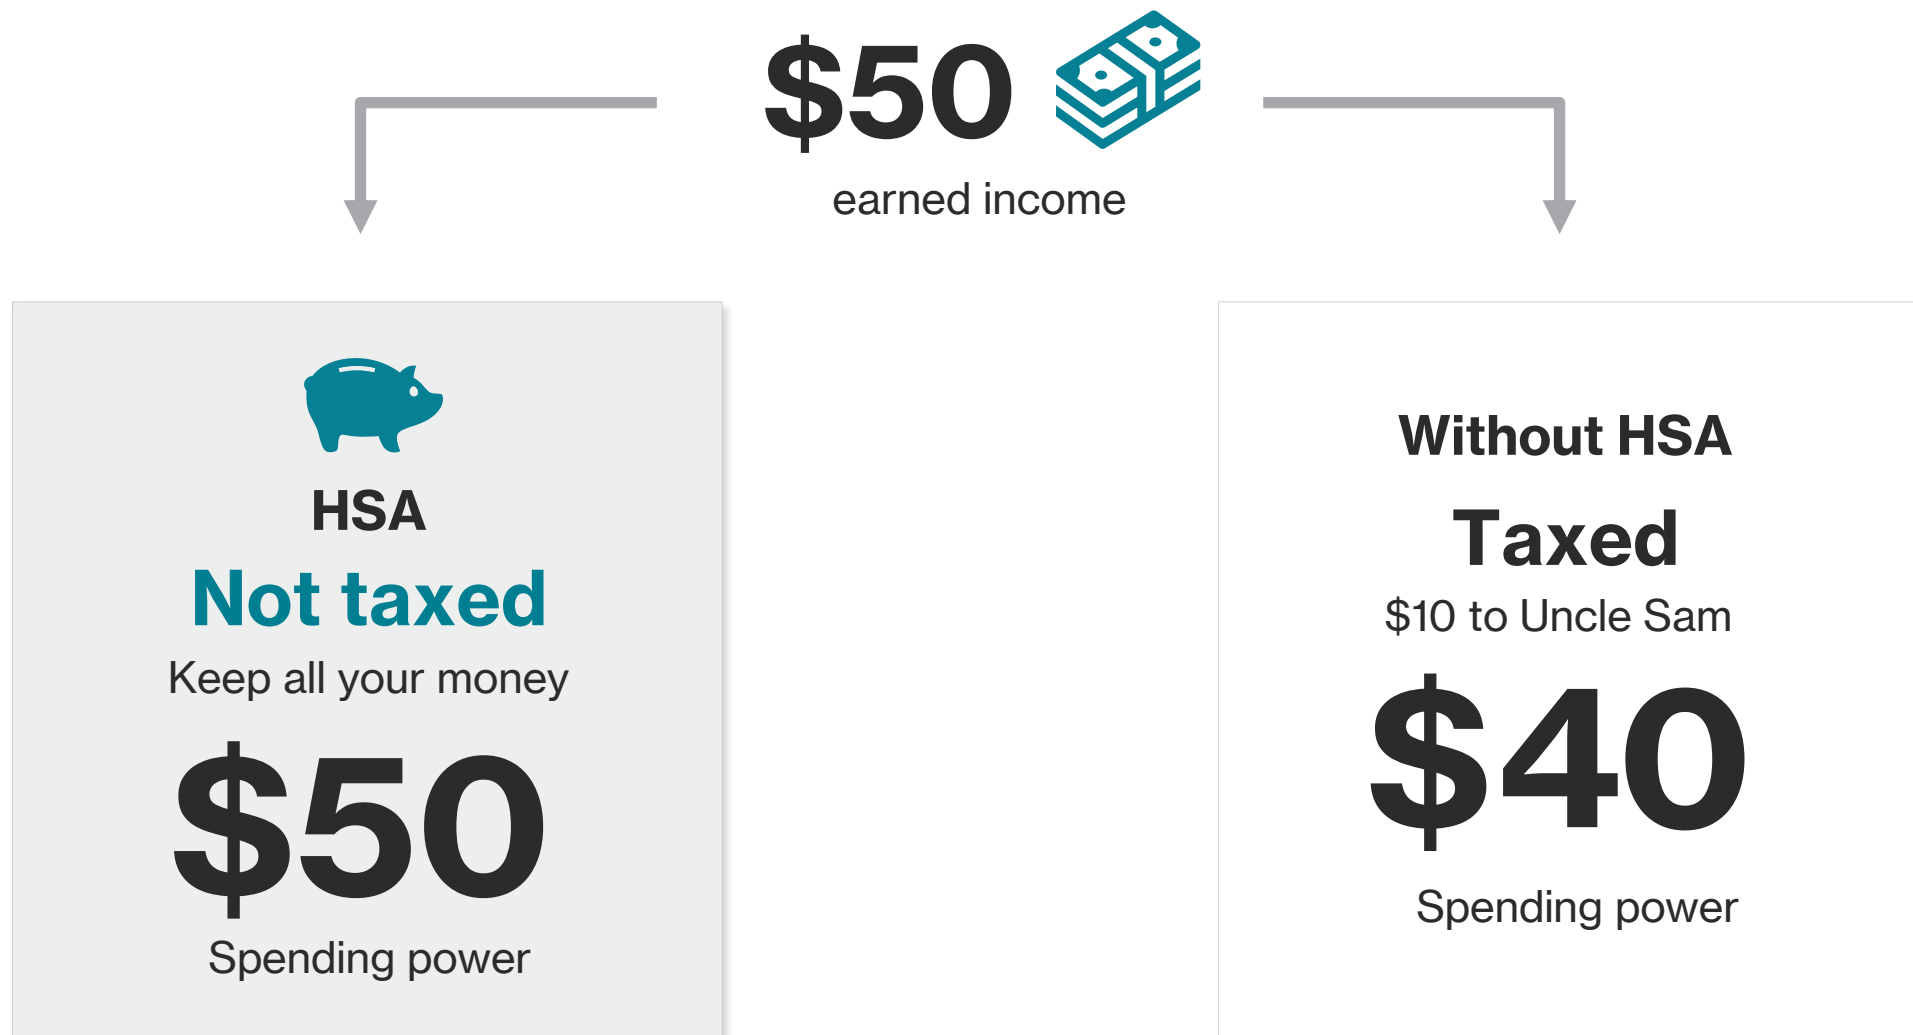 $50
earned income
HSA
Not taxed
Keep all your money
$50
Spending power
Without HSA
Taxed
$10 to Uncle Sam
$40
Spending power